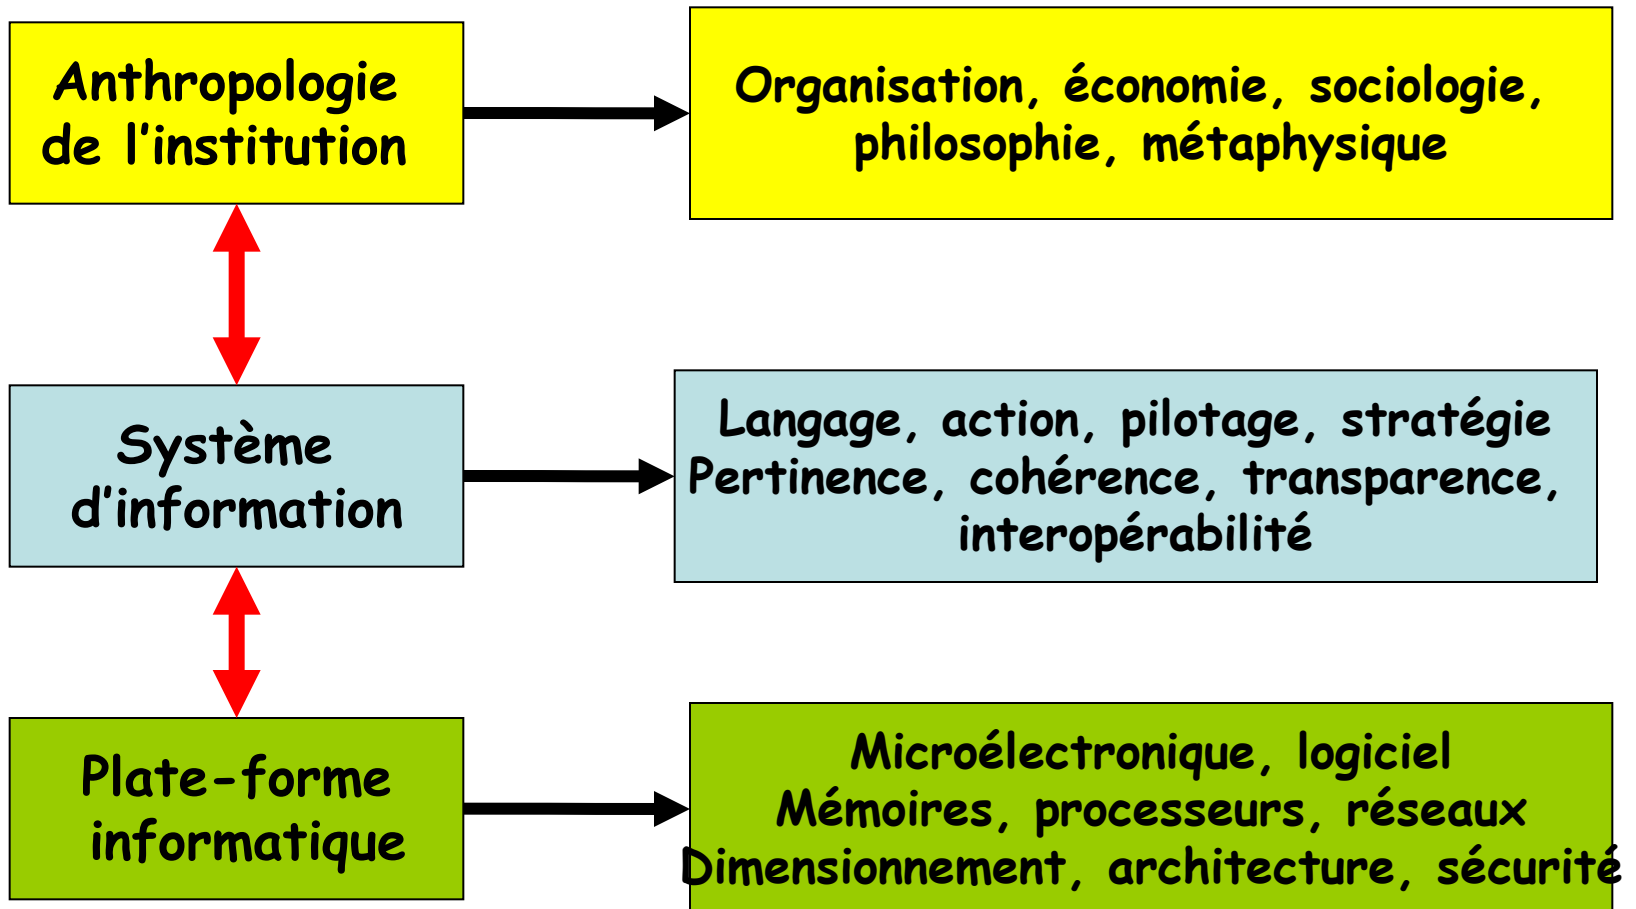 Anthropologie
de l’institution
Organisation, économie, sociologie,
philosophie, métaphysique
Système
d’information
Langage, action, pilotage, stratégie
Pertinence, cohérence, transparence,
interopérabilité
Plate-forme
informatique
Microélectronique, logiciel
Mémoires, processeurs, réseaux
Dimensionnement, architecture, sécurité